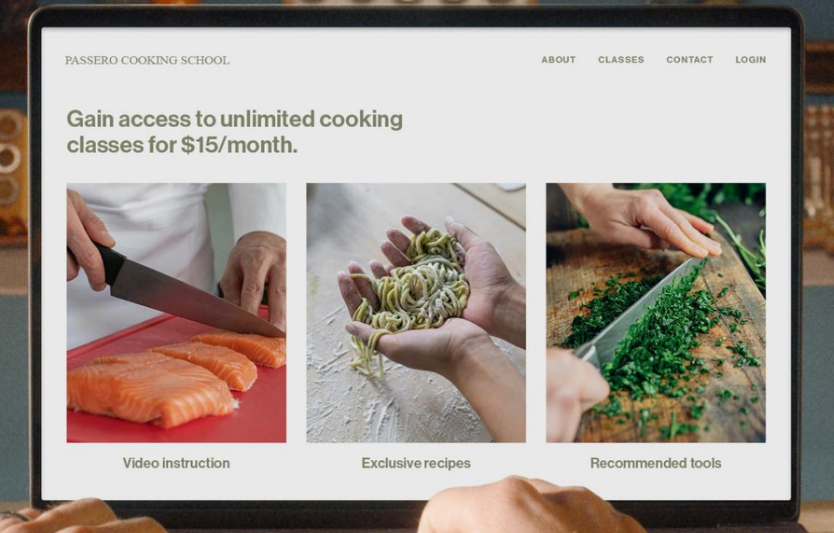 PASSERO COOKING SCHOOL
ABOUT CLASSES CONTACT LOGIN
Gain access to unlimited cooking
classes for $15/month.
Video instruction
Exclusive recipes
Recommended tools